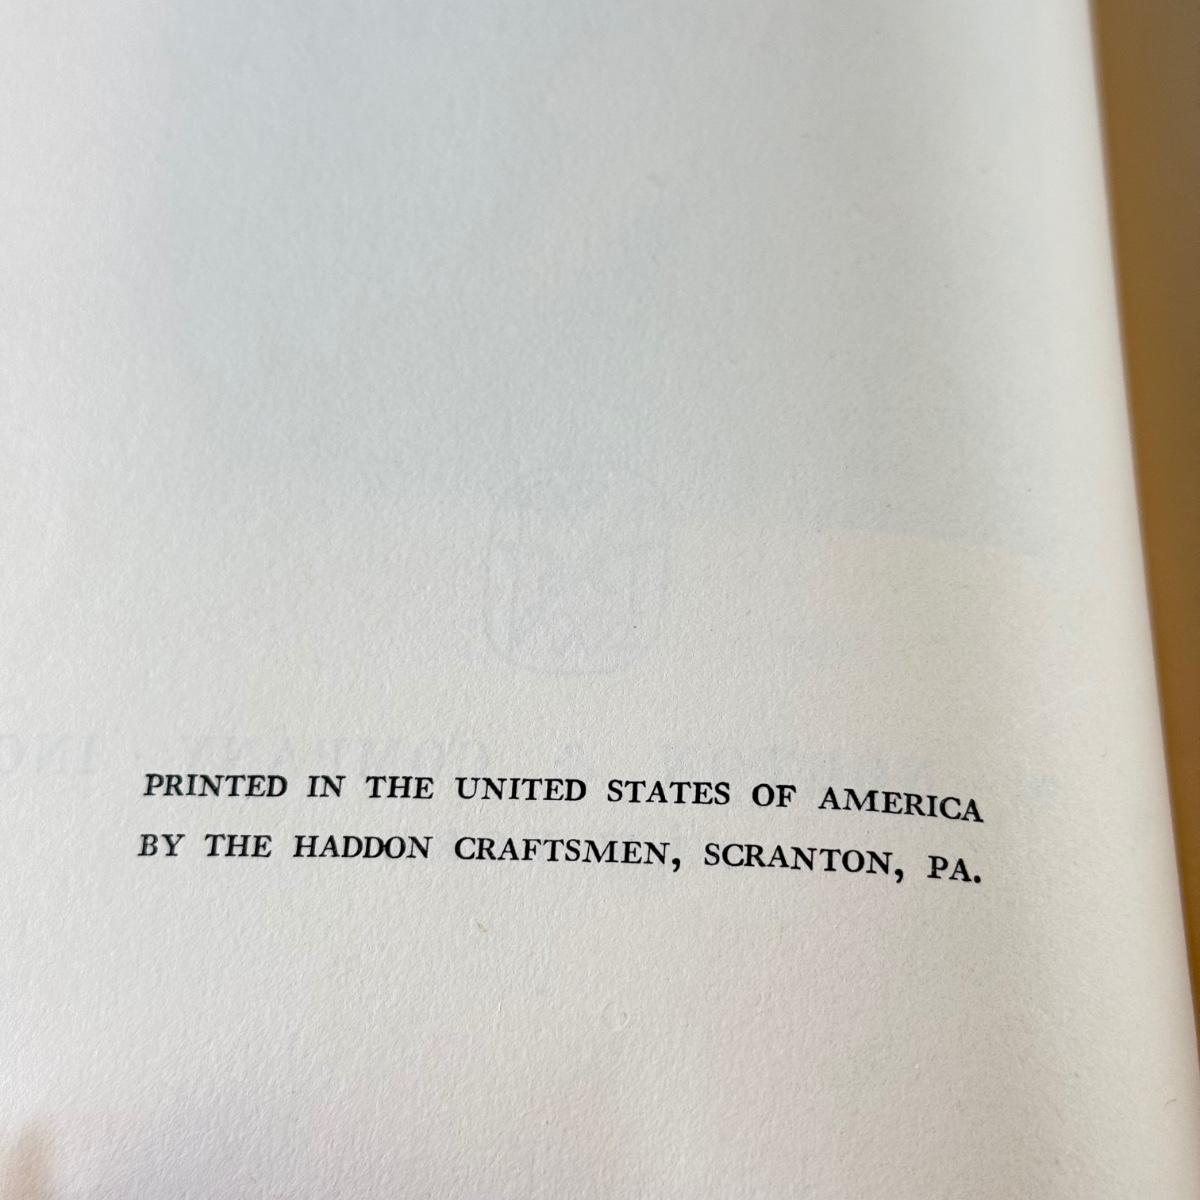 PRINTED IN THE UNITED STATES OF AMERICA
BY THE HADDON CRAFTSMEN, SCRANTON, PA.